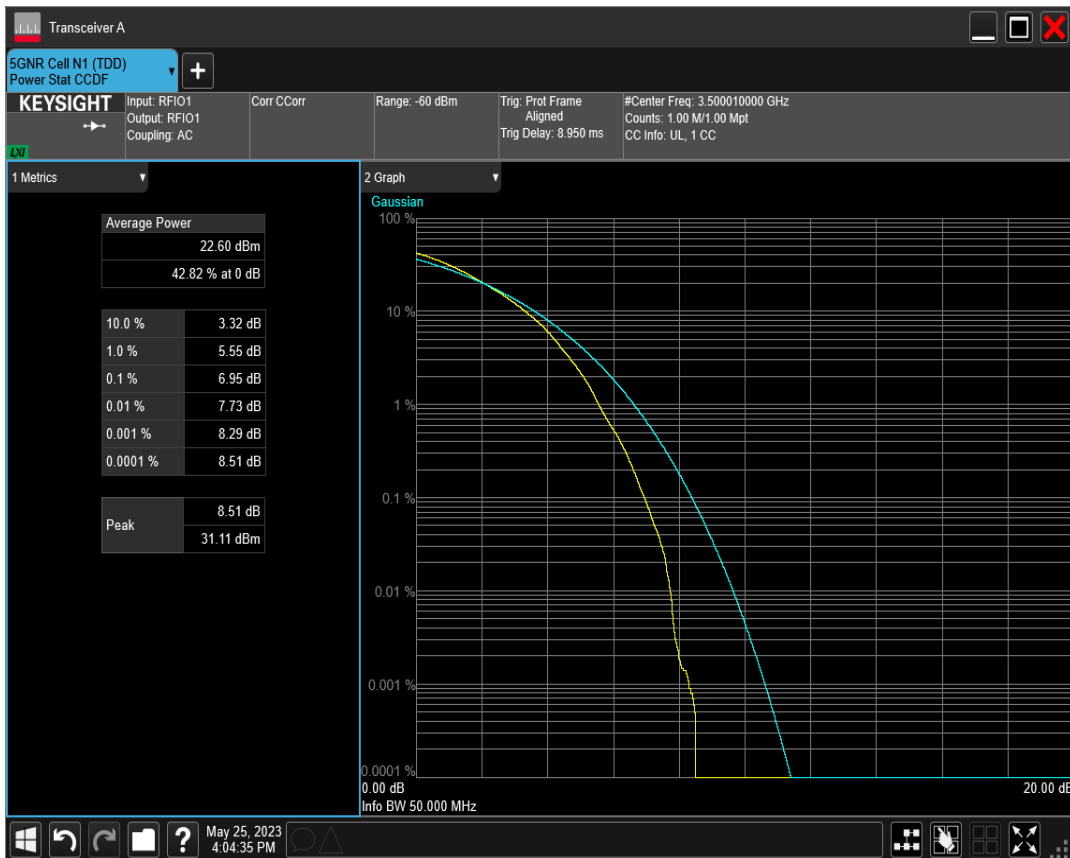 Transceiver A
5GNR Cell N1 (TDD)
Power Stat CCDF
KEYSIGHT
LXI
Input: RFIO1
Output: RFIO1
Coupling: AC
Corr CCorr
Range: -60 dBm
Trig: Prot Frame
Aligned
Trig Delay: 8.950 ms
#Center Freq: 3.500010000 GHz
Counts: 1.00 M/1.00 Mpt
CC Info: UL, 1 CC
1 Metrics
Average Power
22.60 dBm
42.82 % at 0 dB
10.0 % 3.32 dB
1.0 % 5.55 dB
0.1 % 6.95 dB
0.01 % 7.73 dB
0.001 % 8.29 dB
0.0001 % 8.51 dB
Peak 8.51 dB
31.11 dBm
2 Graph
Gaussian
100 %
10 %
1 %
0.1 %
0.01 %
0.001 %
0.0001 %
0.00 dB 20.00 dB
Info BW 50.000 MHz
?
May 25, 2023
4:04:35 PM